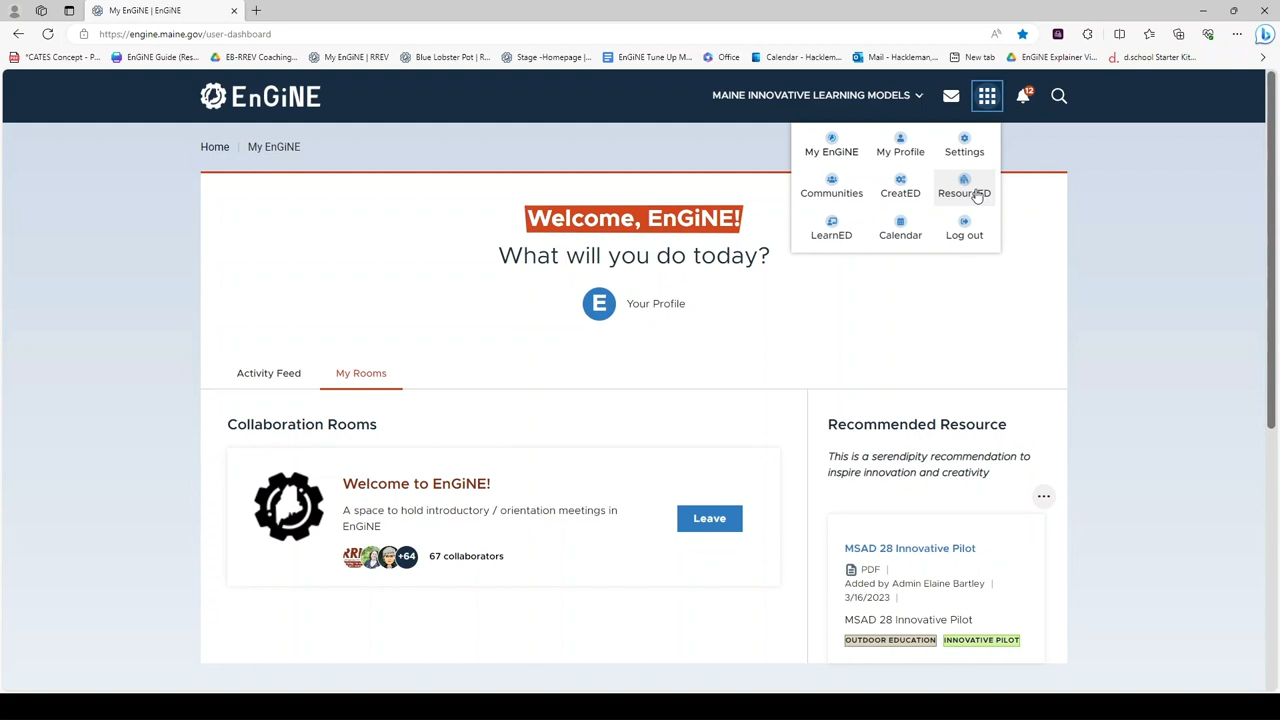 My EnGiNE | EnGiNE
https://engine.maine.gov/user-dashboard
*CATES Concept - P...
EnGiNE Guide (Res...
EB-RREV Coaching...
My EnGiNE | RREV
Blue Lobster Pot | R...
Stage -Homepage |...
EnGiNE Tune Up M...
Office
Calendar - Hacklem...
Mail - Hackleman,...
New tab
EnGiNE Explainer Vi...
d.school Starter Kit...
EnGiNE
MAINE INNOVATIVE LEARNING MODELS
12
Home | My EnGiNE
My EnGiNE My Profile Settings
Communities CreatED ResourcED
LearnED Calendar Log out
Welcome, EnGiNE!
What will you do today?
E Your Profile
Activity Feed My Rooms
Collaboration Rooms
Welcome to EnGiNE!
A space to hold introductory / orientation meetings in
EnGiNE
Leave
RRE +64 67 collaborators
Recommended Resource
This is a serendipity recommendation to
inspire innovation and creativity
MSAD 28 Innovative Pilot
PDF |
Added by Admin Elaine Bartley |
3/16/2023 |
MSAD 28 Innovative Pilot
OUTDOOR EDUCATION INNOVATIVE PILOT